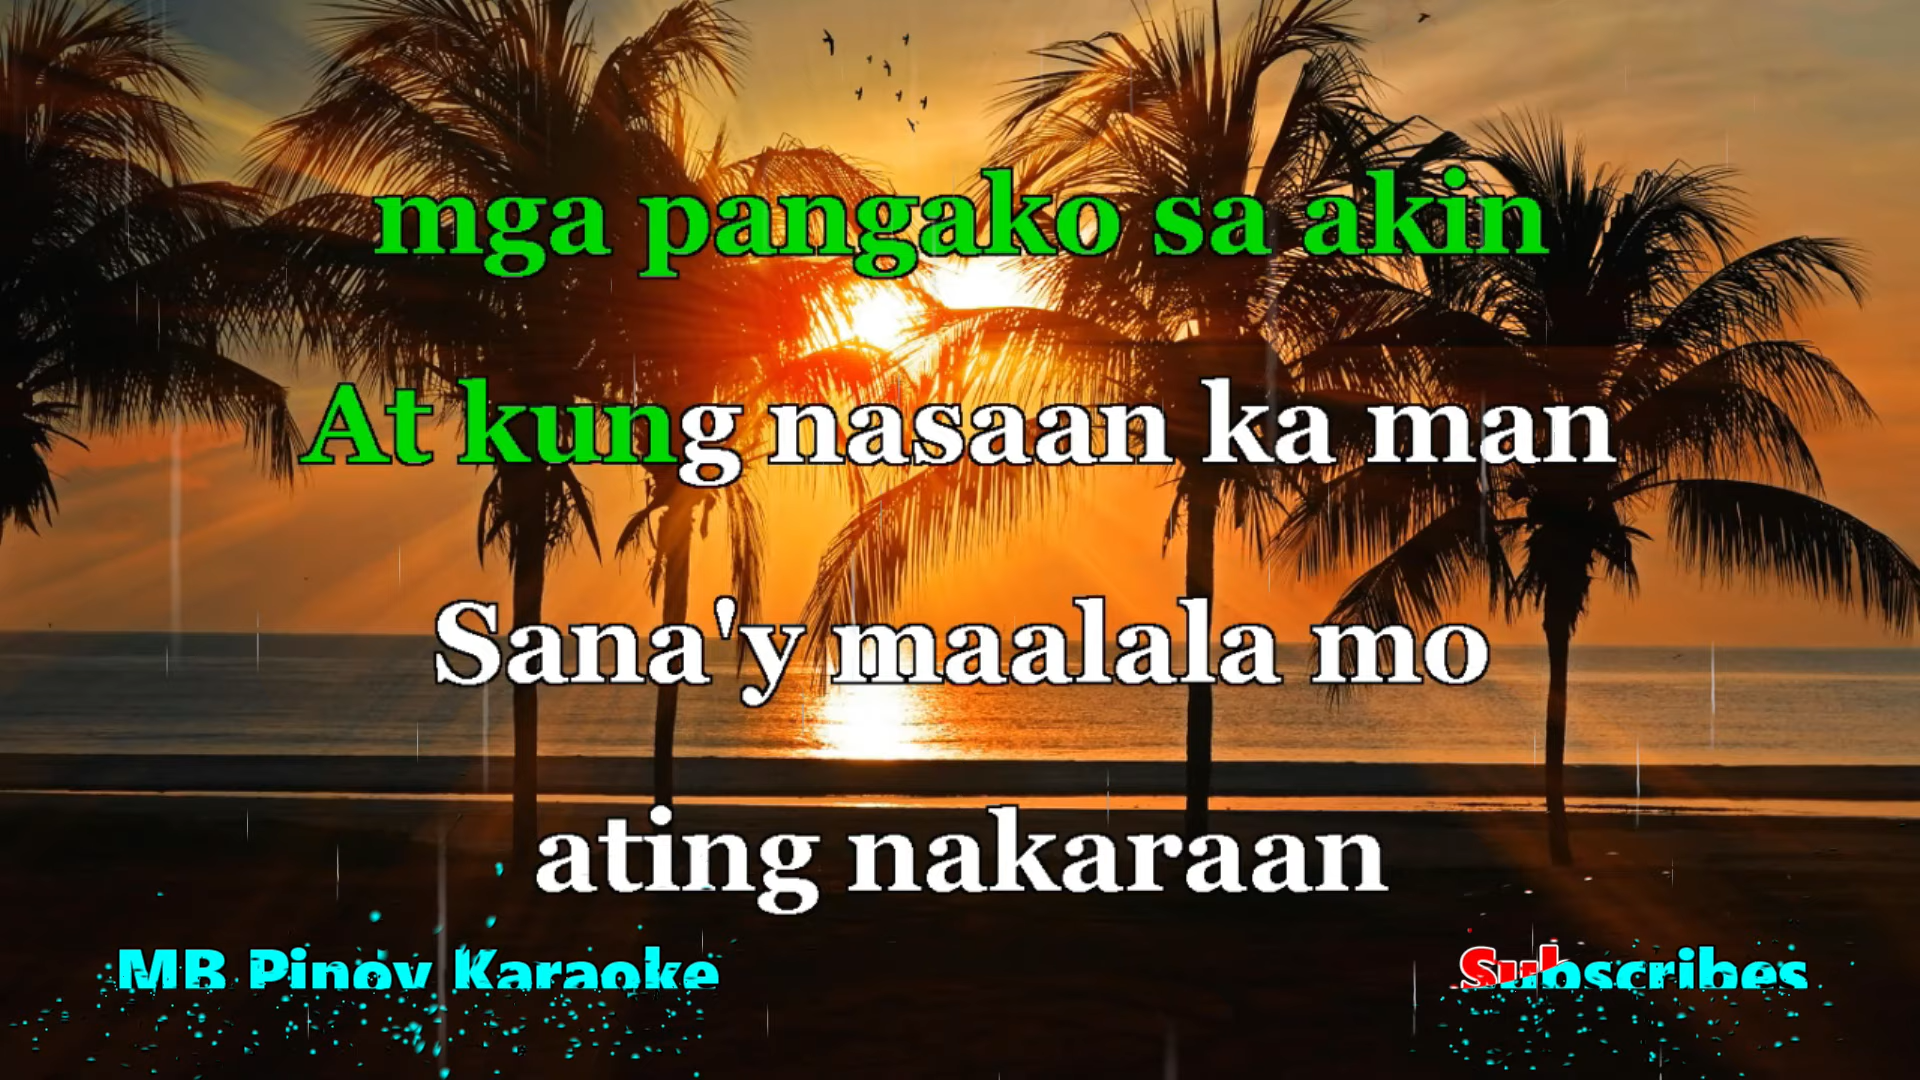 mga pangako sa akin
At kung nasaan ka man
Sana'y maalala mo
ating nakaraan
MB Pinoy Karaoke
Subscribes